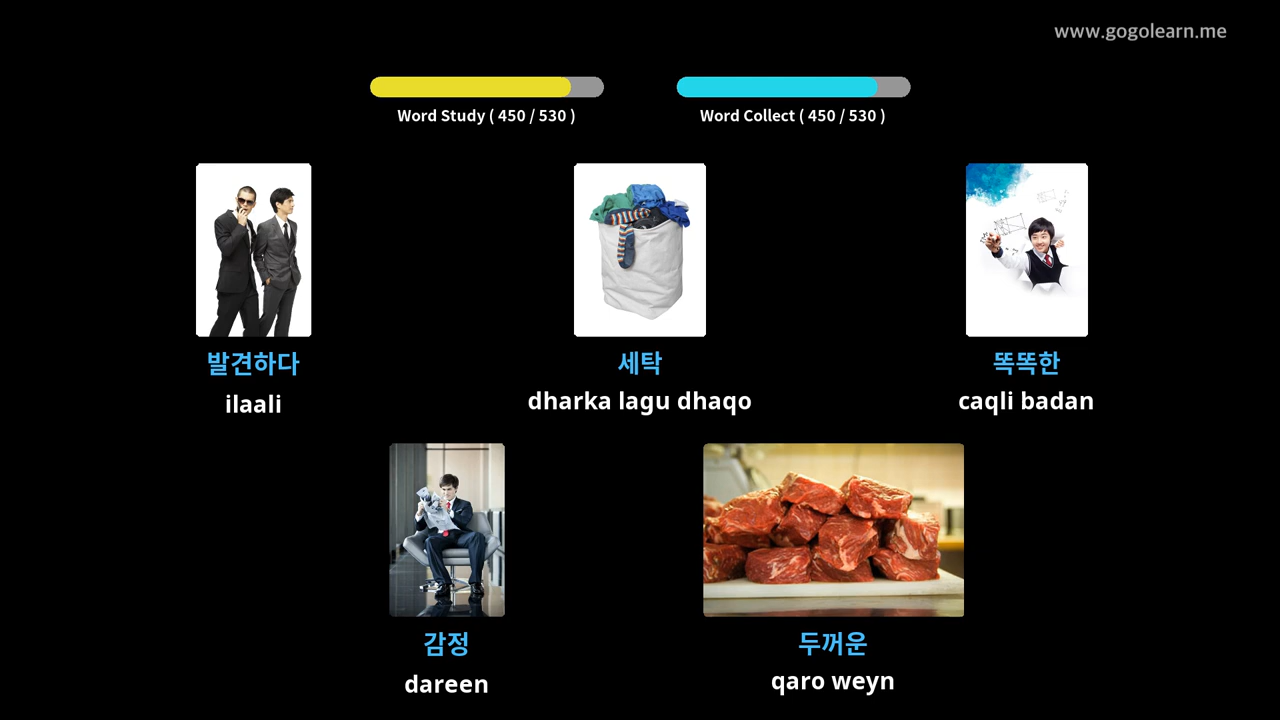 www.gogolearn.me
Word Study ( 450 / 530 )
Word Collect ( 450 / 530 )
발견하다
ilaali
세탁
dharka lagu dhaqo
똑똑한
caqli badan
감정
dareen
두꺼운
qaro weyn